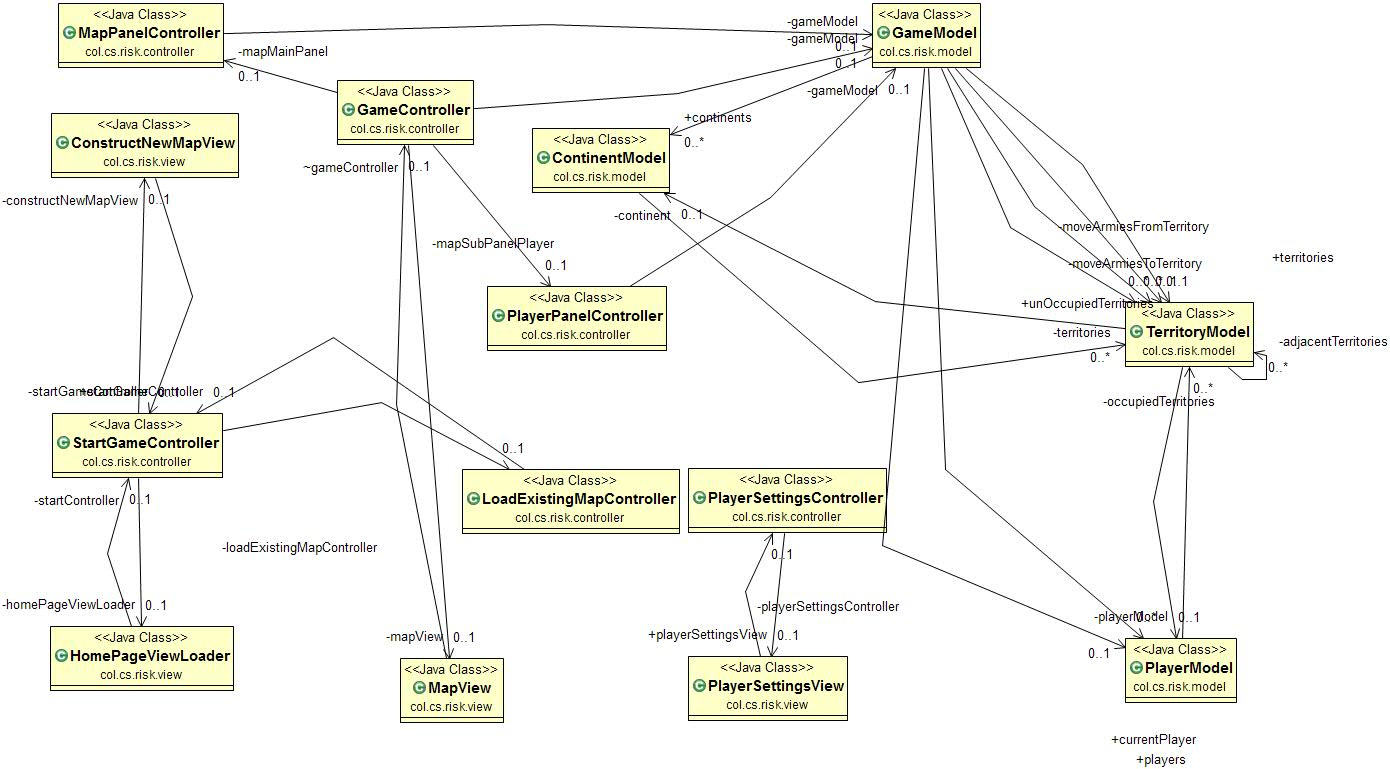 <<Java Class>>
MapPanelController
col.cs.risk.controller
-gameModel
-gameModel
0..1
0..1
<<Java Class>>
GameModel
col.cs.risk.model
-mapMainPanel
0..1
<<Java Class>>
GameController
col.cs.risk.controller
-gameModel
0..1
+continents
0..*
<<Java Class>>
ConstructNewMapView
col.cs.risk.view
<<Java Class>>
ContinentModel
col.cs.risk.model
~gameController
0..1
-constructNewMapView
0..1
-continent
0..1
-moveArmiesFromTerritory
-mapSubPanelPlayer
0..1
-moveArmiesToTerritory
+territories
<<Java Class>>
PlayerPanelController
col.cs.risk.controller
+unOccupiedTerritories
-territories
0..*
<<Java Class>>
TerritoryModel
col.cs.risk.model
-adjacentTerritories
0..*
0..*
-occupiedTerritories
-startGameController
0..1
0..1
<<Java Class>>
StartGameController
col.cs.risk.controller
0..1
<<Java Class>>
LoadExistingMapController
col.cs.risk.controller
<<Java Class>>
PlayerSettingsController
col.cs.risk.controller
-startController
0..1
-loadExistingMapController
0..1
-homePageViewLoader
0..1
-playerSettingsController
+playerSettingsView
0..1
-playerModel
0..*
0..1
<<Java Class>>
HomePageViewLoader
col.cs.risk.view
-mapView
0..1
<<Java Class>>
MapView
col.cs.risk.view
<<Java Class>>
PlayerSettingsView
col.cs.risk.view
0..1
<<Java Class>>
PlayerModel
col.cs.risk.model
+currentPlayer
+players